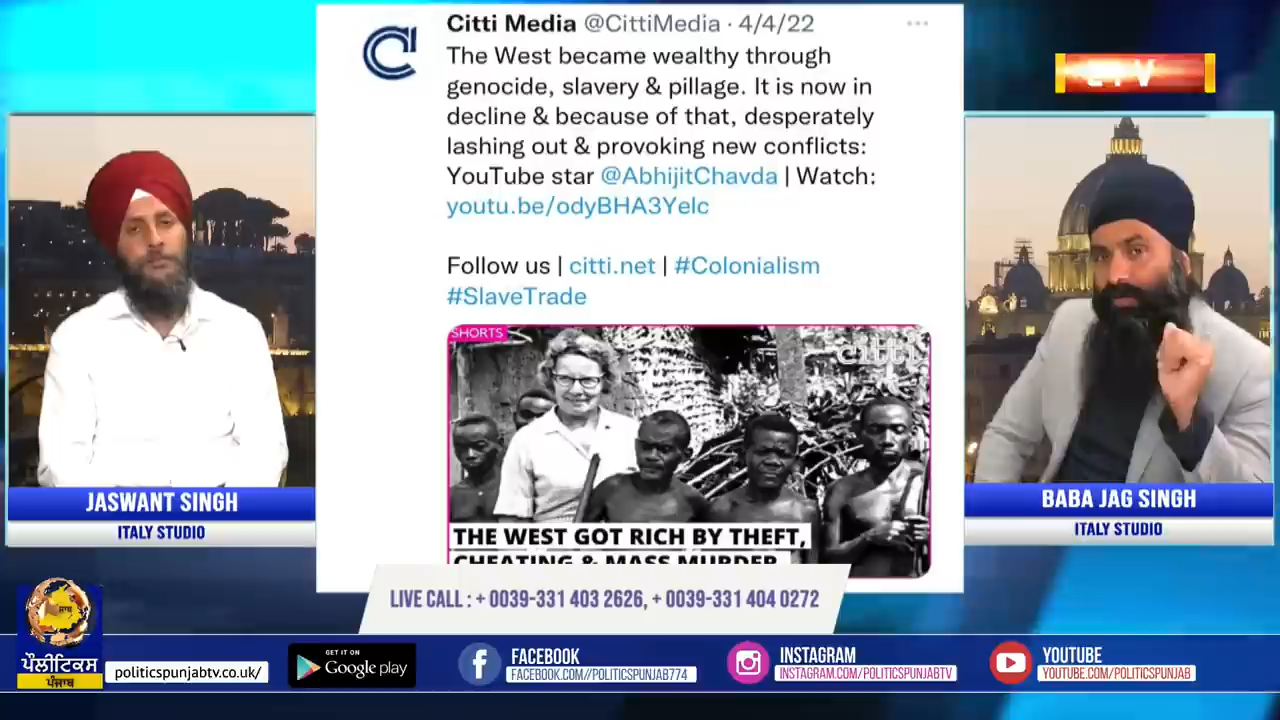 Citti Media @CittiMedia · 4/4/22
The West became wealthy through
genocide, slavery & pillage. It is now in
decline & because of that, desperately
lashing out & provoking new conflicts:
YouTube star @AbhijitChavda | Watch:
youtu.be/odyBHA3Yelc
Follow us | citti.net | #Colonialism
#SlaveTrade
SHORTS
citti
THE WEST GOT RICH BY THEFT,
CHEATING & MASS MURDER
JASWANT SINGH
ITALY STUDIO
BABA JAG SINGH
ITALY STUDIO
LIVE CALL : + 0039-331 403 2626, + 0039-331 404 0272
ਪੌਲੀਟਿਕਸ
ਪੰਜਾਬ
politicspunjabtv.co.uk/
GET IT ON
Google play
FACEBOOK
FACEBOOK.COM//POLITICSPUNJAB774
INSTAGRAM
INSTAGRAM.COM/POLITICSPUNJABTV
YOUTUBE
YOUTUBE.COM/POLITICSPUNJAB